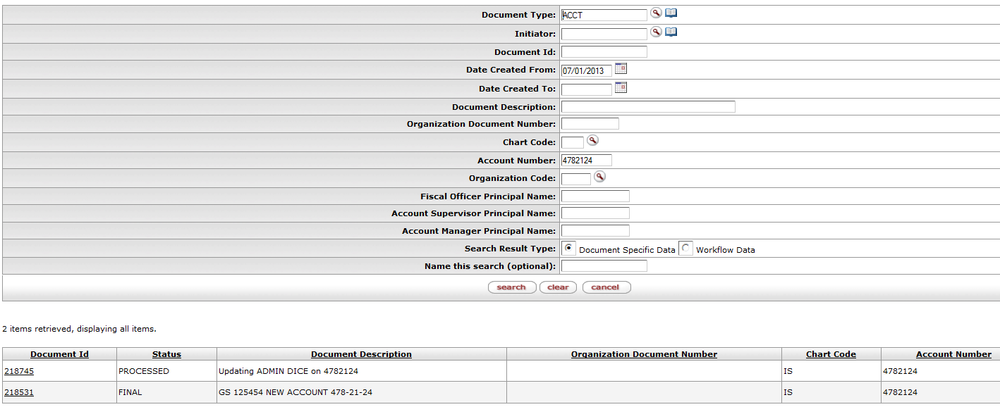 Document Type: ACCT
Initiator:
Document Id:
Date Created From: 07/01/2013
Date Created To:
Document Description:
Organization Document Number:
Chart Code:
Account Number: 4782124
Organization Code:
Fiscal Officer Principal Name:
Account Supervisor Principal Name:
Account Manager Principal Name:
Search Result Type: Document Specific Data Workflow Data
Name this search (optional):
search clear cancel
2 items retrieved, displaying all items.
Document Id Status Document Description Organization Document Number Chart Code Account Number
218745 PROCESSED Updating ADMIN DICE on 4782124 IS 4782124
218531 FINAL GS 125454 NEW ACCOUNT 478-21-24 IS 4782124